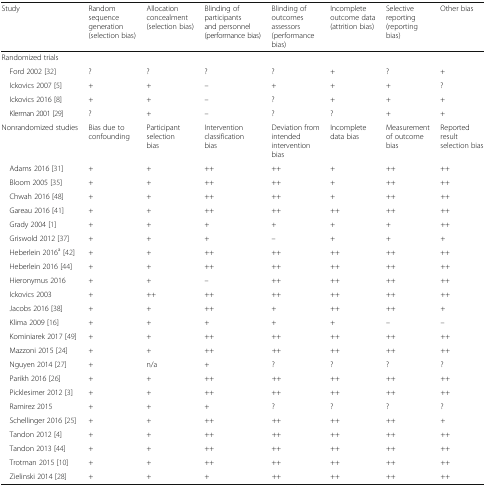 Study | Random sequence generation (selection bias) | Allocation concealment (selection bias) | Blinding of participants and personnel (performance bias) | Blinding of outcomes assessors (performance bias) | Incomplete outcome data (attrition bias) | Selective reporting (reporting bias) | Other bias
Randomized trials
Ford 2002 [32] | ? | ? | ? | ? | + | ? | +
Ickovics 2007 [5] | + | + | – | + | + | + | ?
Ickovics 2016 [8] | + | + | – | ? | + | + | +
Klerman 2001 [29] | ? | + | – | ? | ? | + | +
Nonrandomized studies | Bias due to confounding | Participant selection bias | Intervention classification bias | Deviation from intended intervention bias | Incomplete data bias | Measurement of outcome bias | Reported result selection bias
Adams 2016 [31] | + | + | ++ | ++ | + | ++ | ++
Bloom 2005 [35] | + | + | ++ | ++ | + | ++ | ++
Chwah 2016 [48] | + | + | ++ | ++ | + | ++ | ++
Gareau 2016 [41] | + | + | ++ | ++ | ++ | ++ | ++
Grady 2004 [1] | + | + | + | + | + | + | ++
Griswold 2012 [37] | + | + | + | – | + | + | +
Heberlein 2016a [42] | + | + | ++ | ++ | ++ | ++ | ++
Heberlein 2016 [44] | + | + | ++ | ++ | ++ | ++ | ++
Hieronymus 2016 | + | + | – | ++ | ++ | ++ | ++
Ickovics 2003 | + | ++ | ++ | ++ | ++ | ++ | ++
Jacobs 2016 [38] | + | + | ++ | + | ++ | ++ | +
Klima 2009 [16] | + | + | + | + | + | – | –
Kominiarek 2017 [49] | + | + | ++ | ++ | ++ | ++ | ++
Mazzoni 2015 [24] | + | + | ++ | ++ | ++ | ++ | ++
Nguyen 2014 [27] | + | n/a | + | ? | ? | ? | ?
Parikh 2016 [26] | + | + | ++ | ++ | ++ | ++ | ++
Picklesimer 2012 [3] | + | + | ++ | ++ | ++ | ++ | ++
Ramirez 2015 | + | + | + | ? | ? | ? | ?
Schellinger 2016 [25] | + | + | ++ | ++ | ++ | ++ | +
Tandon 2012 [4] | + | + | ++ | ++ | ++ | ++ | ++
Tandon 2013 [44] | + | + | ++ | ++ | ++ | ++ | ++
Trotman 2015 [10] | + | + | ++ | ++ | ++ | ++ | ++
Zielinski 2014 [28] | + | + | + | ++ | ++ | ++ | ++